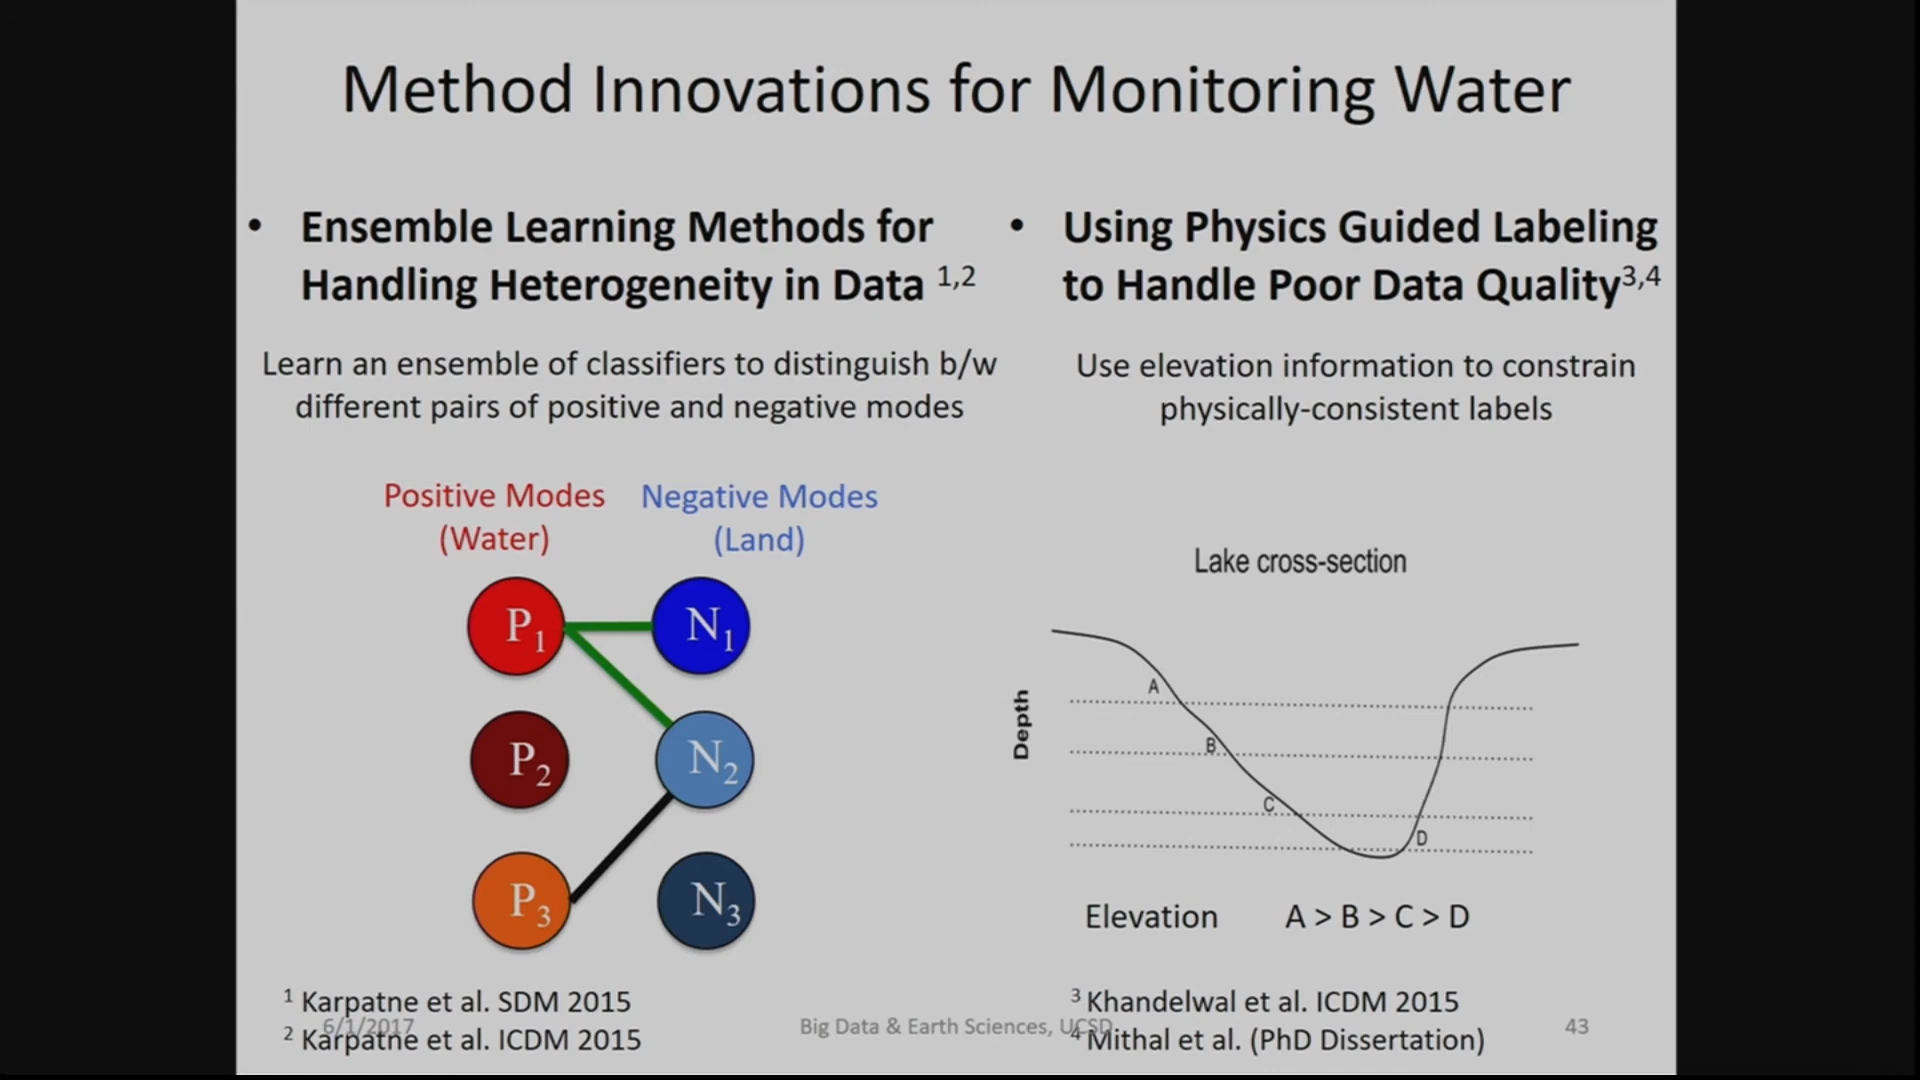 Method Innovations for Monitoring Water
• Ensemble Learning Methods for
Handling Heterogeneity in Data 1,2
Learn an ensemble of classifiers to distinguish b/w
different pairs of positive and negative modes
Positive Modes
(Water)
Negative Modes
(Land)
P1
N1
P2
N2
P3
N3
1 Karpatne et al. SDM 2015
2 Karpatne et al. ICDM 2015
• Using Physics Guided Labeling
to Handle Poor Data Quality3,4
Use elevation information to constrain
physically-consistent labels
Lake cross-section
Depth
A
B
C
D
Elevation A > B > C > D
3 Khandelwal et al. ICDM 2015
4 Mithal et al. (PhD Dissertation)
6/1/2017
Big Data & Earth Sciences, UCSD
43